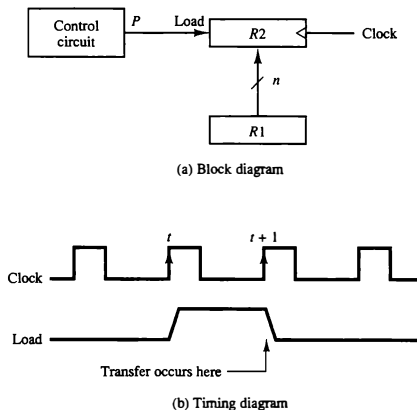 Control
circuit
P
Load
R2
Clock
n
R1
(a) Block diagram
t
t + 1
Clock
Load
Transfer occurs here
(b) Timing diagram